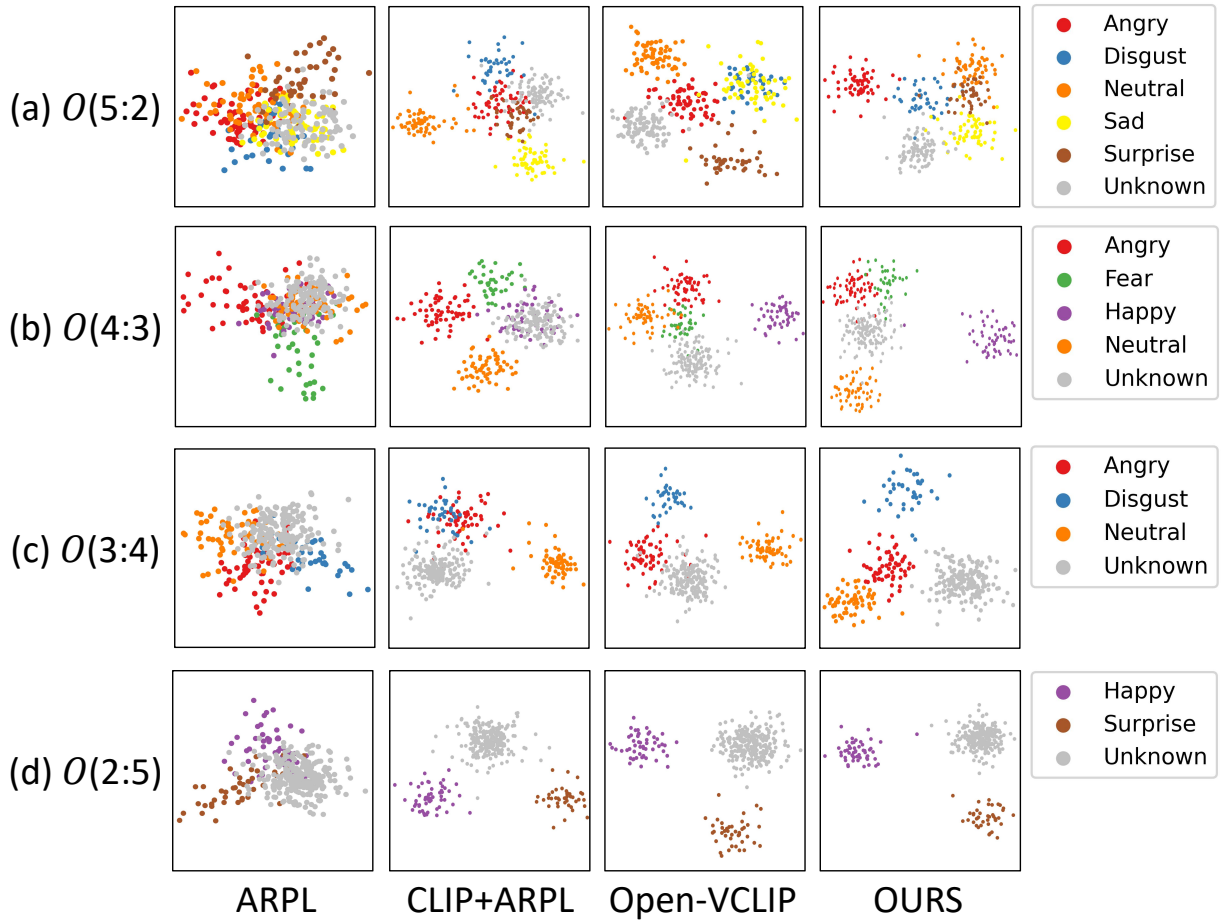 (a) O(5:2)
Angry
Disgust
Neutral
Sad
Surprise
Unknown
(b) O(4:3)
Angry
Fear
Happy
Neutral
Unknown
(c) O(3:4)
Angry
Disgust
Neutral
Unknown
(d) O(2:5)
Happy
Surprise
Unknown
ARPL CLIP+ARPL Open-VCLIP OURS